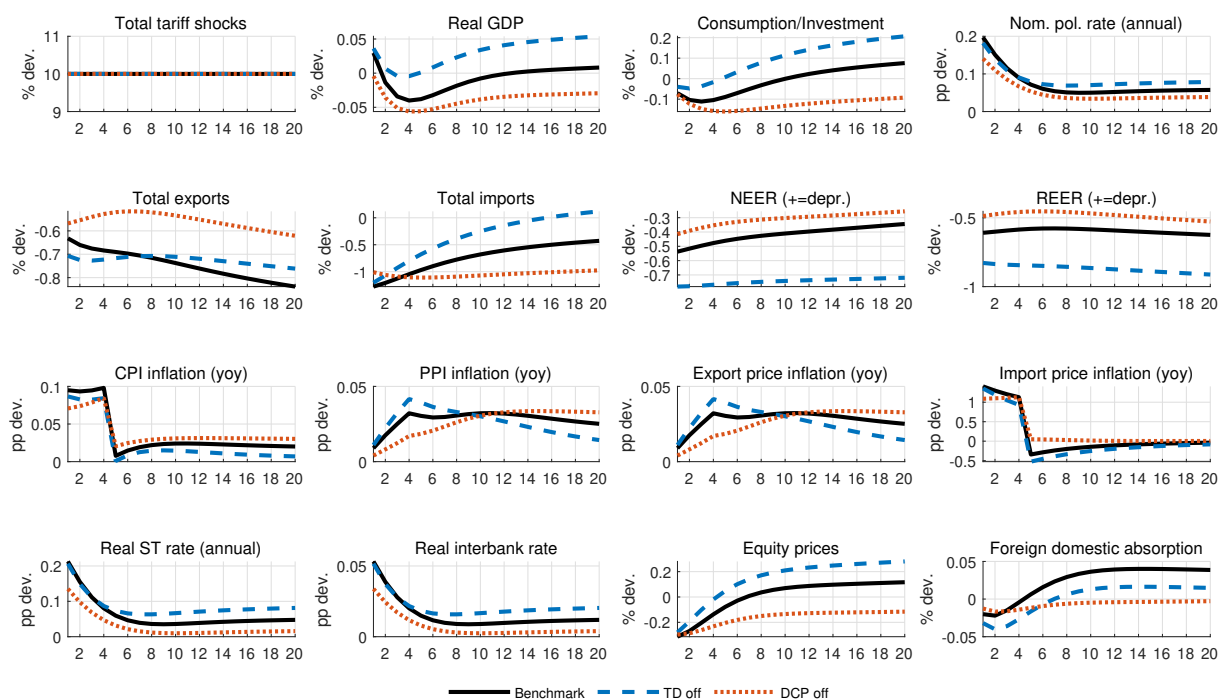 Total tariff shocks
Real GDP
Consumption/Investment
Nom. pol. rate (annual)
% dev.
11
10
9
2 4 6 8 10 12 14 16 18 20
% dev.
0.05
0
-0.05
2 4 6 8 10 12 14 16 18 20
% dev.
0.2
0.1
0
-0.1
2 4 6 8 10 12 14 16 18 20
pp dev.
0.2
0.1
0
2 4 6 8 10 12 14 16 18 20
Total exports
Total imports
NEER (+=depr.)
REER (+=depr.)
% dev.
-0.6
-0.7
-0.8
2 4 6 8 10 12 14 16 18 20
% dev.
0
-0.5
-1
2 4 6 8 10 12 14 16 18 20
% dev.
-0.3
-0.4
-0.5
-0.6
-0.7
2 4 6 8 10 12 14 16 18 20
% dev.
-0.5
-1
2 4 6 8 10 12 14 16 18 20
CPI inflation (yoy)
PPI inflation (yoy)
Export price inflation (yoy)
Import price inflation (yoy)
pp dev.
0.1
0.05
0
2 4 6 8 10 12 14 16 18 20
pp dev.
0.05
0
2 4 6 8 10 12 14 16 18 20
pp dev.
0.05
0
2 4 6 8 10 12 14 16 18 20
pp dev.
1
0.5
0
-0.5
2 4 6 8 10 12 14 16 18 20
Real ST rate (annual)
Real interbank rate
Equity prices
Foreign domestic absorption
pp dev.
0.2
0.1
0
2 4 6 8 10 12 14 16 18 20
pp dev.
0.05
0
2 4 6 8 10 12 14 16 18 20
% dev.
0.2
0
-0.2
2 4 6 8 10 12 14 16 18 20
% dev.
0.05
0
-0.05
2 4 6 8 10 12 14 16 18 20
Benchmark TD off DCP off